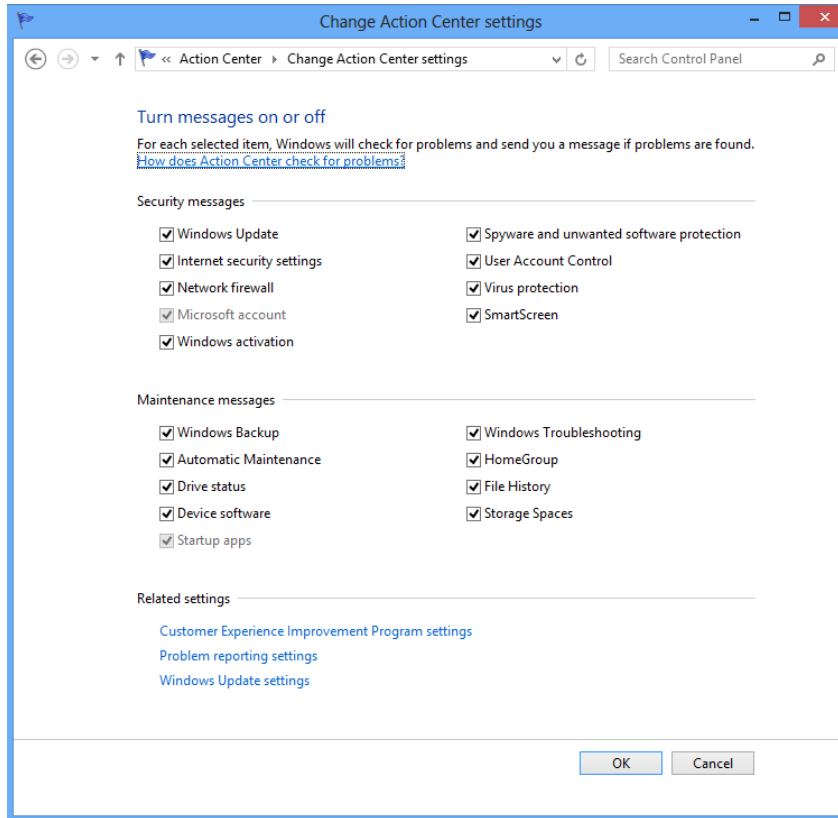 Change Action Center settings
« Action Center ▸ Change Action Center settings
Search Control Panel
Turn messages on or off
For each selected item, Windows will check for problems and send you a message if problems are found.
How does Action Center check for problems?
Security messages
Windows Update
Spyware and unwanted software protection
Internet security settings
User Account Control
Network firewall
Virus protection
Microsoft account
SmartScreen
Windows activation
Maintenance messages
Windows Backup
Windows Troubleshooting
Automatic Maintenance
HomeGroup
Drive status
File History
Device software
Storage Spaces
Startup apps
Related settings
Customer Experience Improvement Program settings
Problem reporting settings
Windows Update settings
OK
Cancel